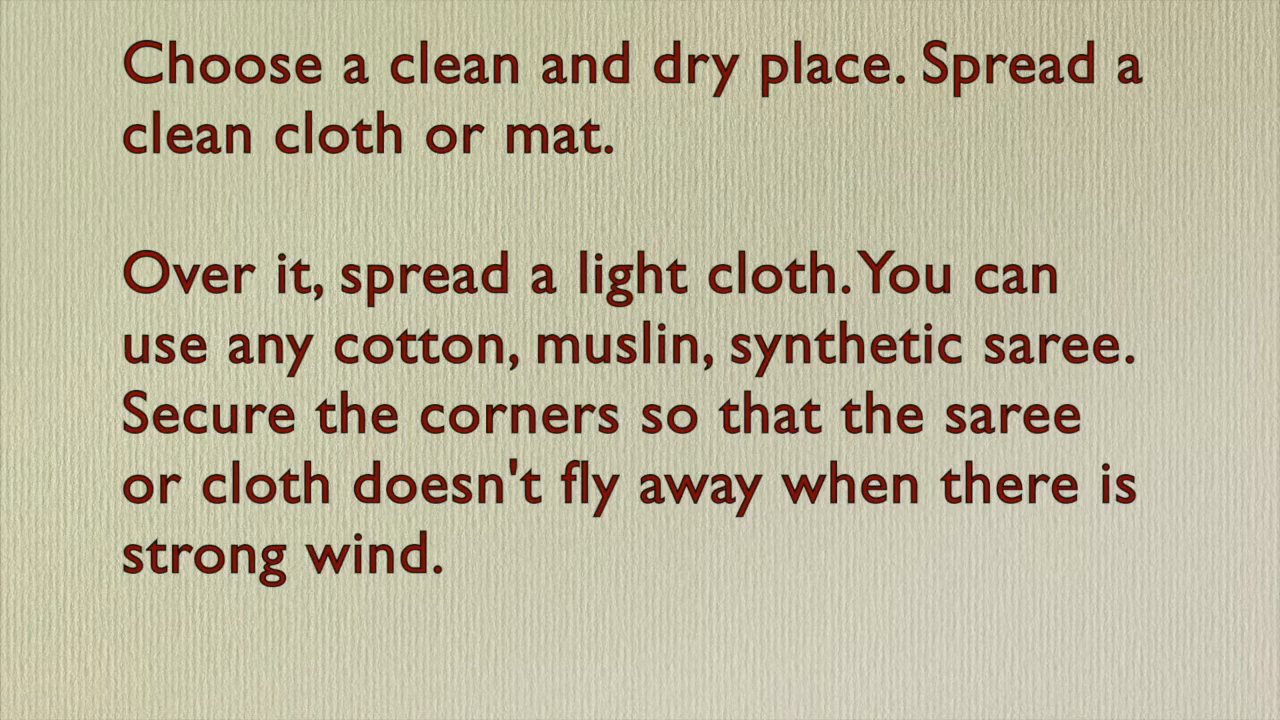 Choose a clean and dry place. Spread a
clean cloth or mat.
Over it, spread a light cloth. You can
use any cotton, muslin, synthetic saree.
Secure the corners so that the saree
or cloth doesn't fly away when there is
strong wind.